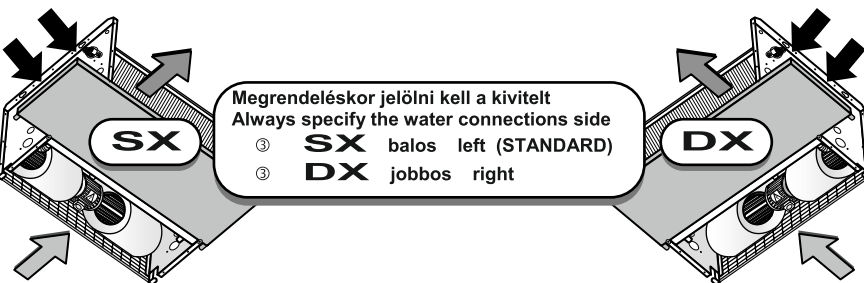 Megrendeléskor jelölni kell a kivitelt
Always specify the water connections side
③ SX balos left (STANDARD)
③ DX jobbos right
SX
DX